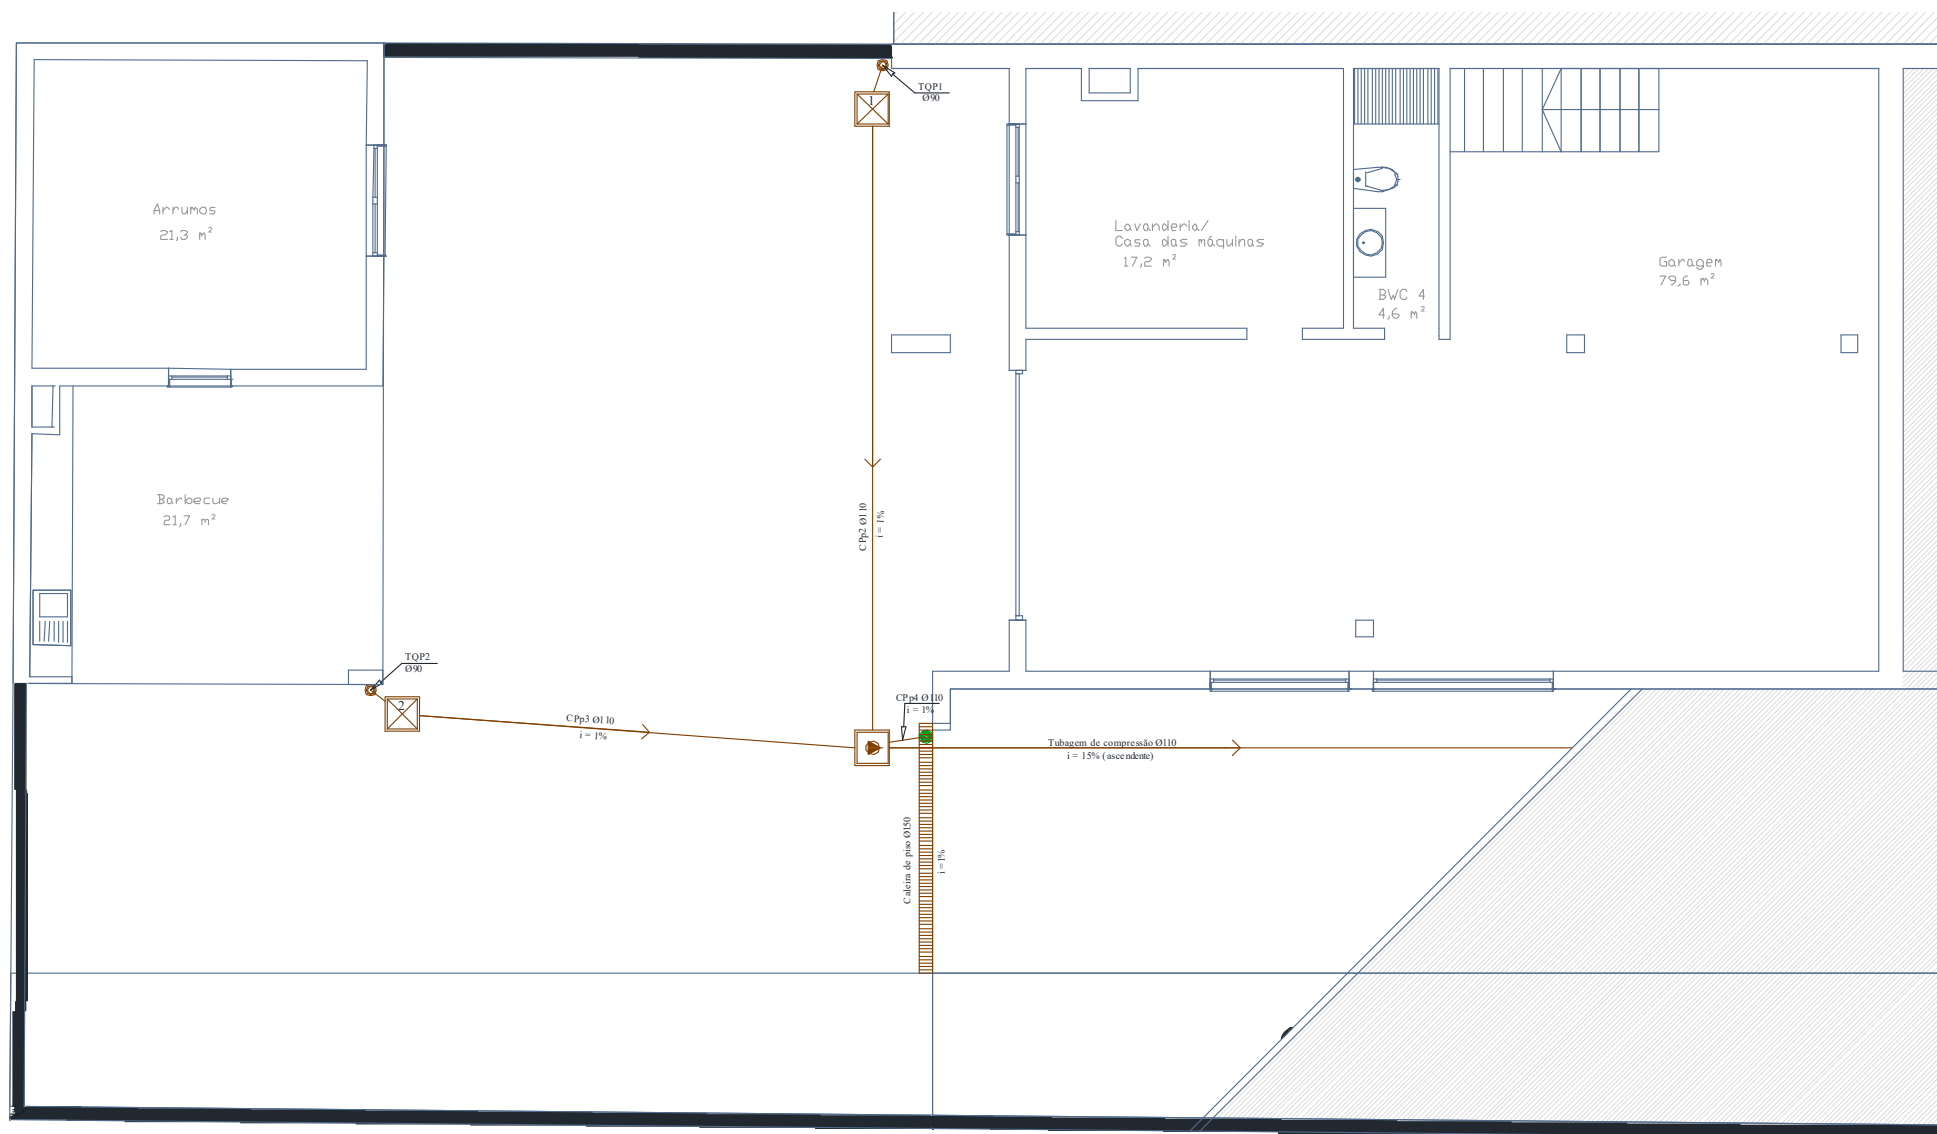 TQP1
Ø90
1
Arrumos
21,3 m²
Lavanderia/
Casa das máquinas
17,2 m²
BWC 4
4,6 m²
Garagem
79,6 m²
Barbecue
21,7 m²
CPp2 Ø110
i = 1%
TQP2
Ø90
2
CPp3 Ø110
i = 1%
CPp4 Ø110
i = 1%
Tubagem de compressão Ø110
i = 15% (ascendente)
Caleira de piso Ø150
i = 1%